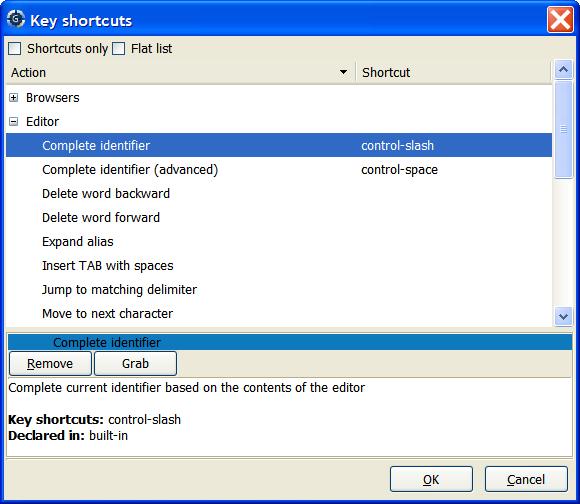 Key shortcuts
Shortcuts only Flat list
Action Shortcut
Browsers
Editor
Complete identifier control-slash
Complete identifier (advanced) control-space
Delete word backward
Delete word forward
Expand alias
Insert TAB with spaces
Jump to matching delimiter
Move to next character
Complete identifier
Remove Grab
Complete current identifier based on the contents of the editor
Key shortcuts: control-slash
Declared in: built-in
OK Cancel